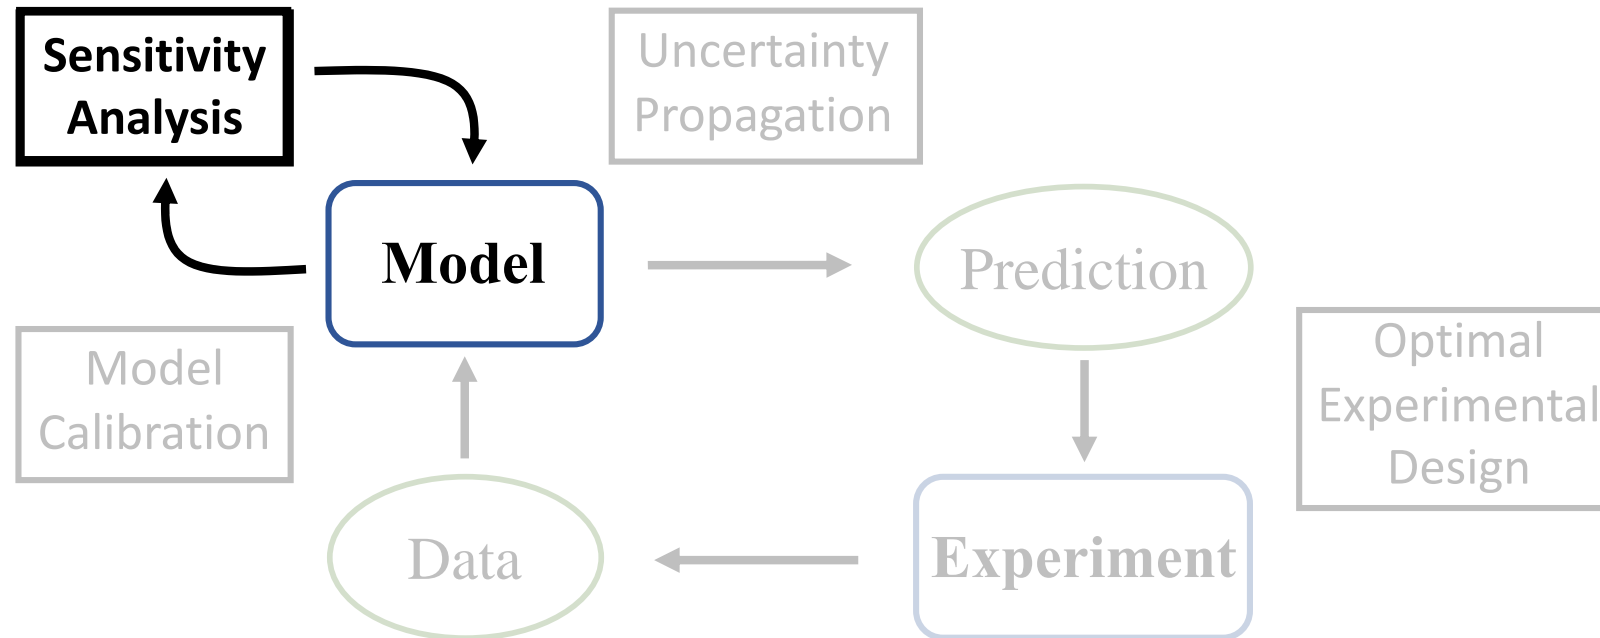 Sensitivity
Analysis
Uncertainty
Propagation
Model
Prediction
Model
Calibration
Optimal
Experimental
Design
Data
Experiment